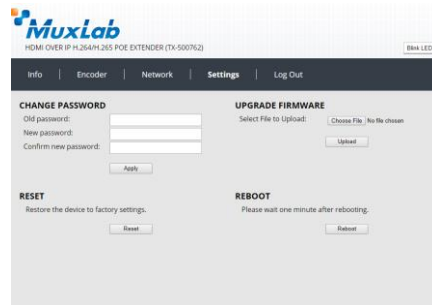 MuxLab
HDMI OVER IP H.264/H.265 POE EXTENDER (TX-500762)
Blink LED
Info | Encoder | Network | Settings | Log Out
CHANGE PASSWORD
Old password:
New password:
Confirm new password:
Apply
UPGRADE FIRMWARE
Select File to Upload: Choose File No file chosen
Upload
RESET
Restore the device to factory settings.
Reset
REBOOT
Please wait one minute after rebooting.
Reboot